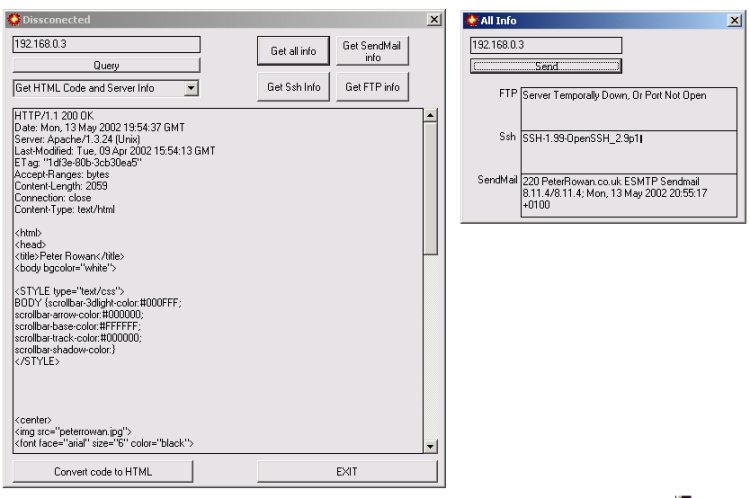 Dissconected
192.168.0.3
Query
Get HTML Code and Server Info
Get all info
Get SendMail
info
Get Ssh Info
Get FTP info
HTTP/1.1 200 OK
Date: Mon, 13 May 2002 19:54:37 GMT
Server: Apache/1.3.24 (Unix)
Last-Modified: Tue, 09 Apr 2002 15:54:13 GMT
ETag: "1df3e-80b-3cb30ea5"
Accept-Ranges: bytes
Content-Length: 2059
Connection: close
Content-Type: text/html
<html>
<head>
<title>Peter Rowan</title>
<body bgcolor="white">
<STYLE type="text/css">
BODY {scrollbar-3dlight-color:#000FFF;
scrollbar-arrow-color:#000000;
scrollbar-base-color:#FFFFFF;
scrollbar-track-color:#000000;
scrollbar-shadow-color:}
</STYLE>
<center>
<img src="peterrowan.jpg">
<font face="arial" size="6" color="black">
Convert code to HTML
EXIT
All Info
192.168.0.3
Send
FTP Server Temporally Down, Or Port Not Open
Ssh SSH-1.99-OpenSSH_2.9p1
SendMail 220 PeterRowan.co.uk ESMTP Sendmail
8.11.4/8.11.4; Mon, 13 May 2002 20:55:17
+0100